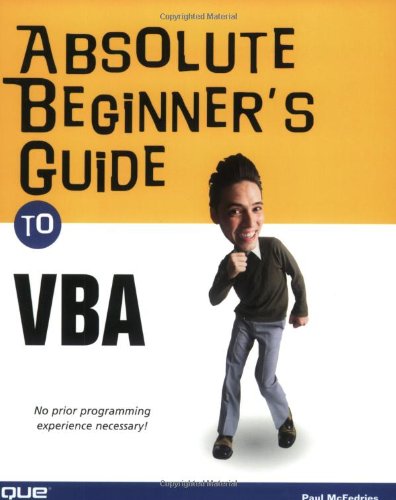 Copyrighted Material
ABSOLUTE
BEGINNER'S
GUIDE
TO
VBA
No prior programming
experience necessary!
que®
Paul McFedries
Copyrighted Material